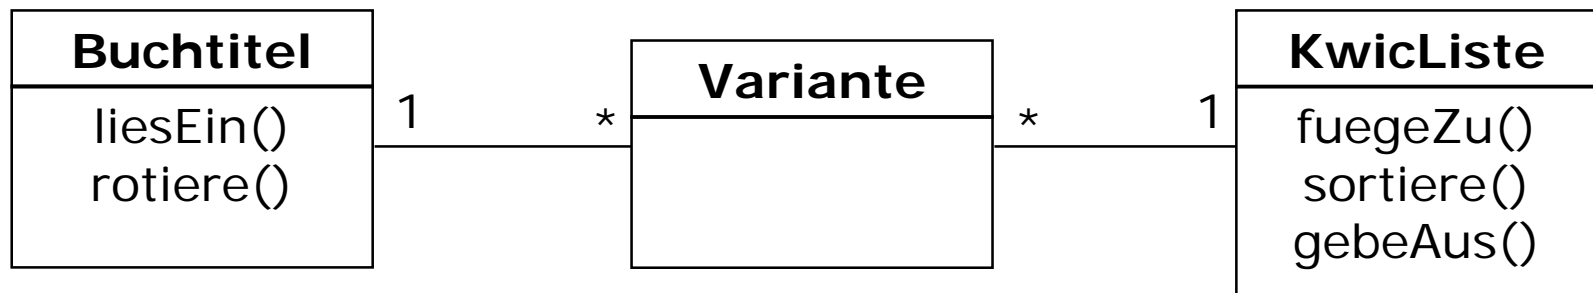 Buchtitel
liesEin()
rotiere()
1
*
Variante
*
1
KwicListe
fuegeZu()
sortiere()
gebeAus()